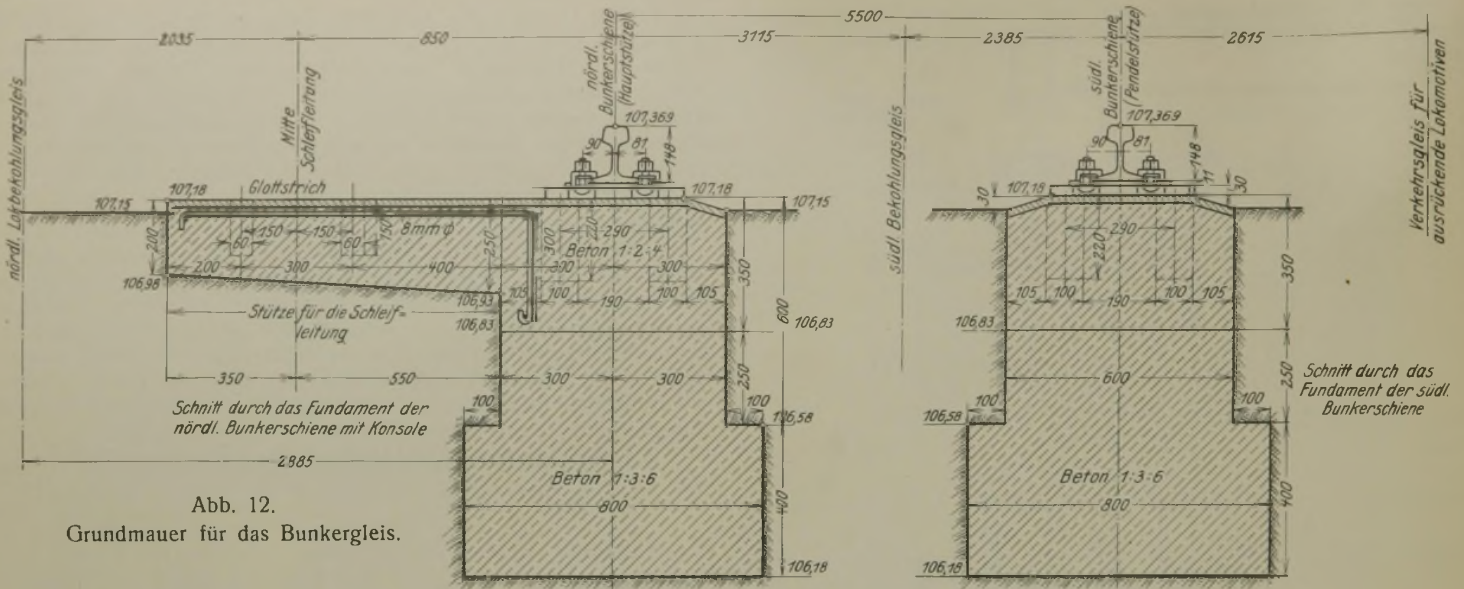 5500
2035
850
3115
2385
2615
nördl. Lorbekohlungsgleis
Mitte
Schleifleitung
nördl.
Bunkerschiene
(Hauptstütze)
südl. Bekohlungsgleis
südl.
Bunkerschiene
(Pendelstütze)
Verkehrsgleis für
ausrückende Lokomotiven
107,369
90
81
148
107,369
90
81
148
11
30
107,15
107,18
Glattstrich
107,18
107,15
30
107,18
200
150
150
60
60
150
8mm φ
250
300
220
290
Beton 1:2:4
290
220
200
300
400
300
300
350
600
350
106,98
106,93
105
100
190
100
105
105
100
190
100
105
Stütze für die Schleif=
leitung
106,83
106,83
106,83
350
550
300
300
250
600
250
Schnitt durch das Fundament der
nördl. Bunkerschiene mit Konsole
100
100
106,58
106,58
100
100
Schnitt durch das
Fundament der südl.
Bunkerschiene
2885
Beton 1:3:6
Beton 1:3:6
800
400
800
400
106,18
106,18
Abb. 12.
Grundmauer für das Bunkergleis.